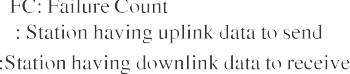 FC: Failure Count
: Station having uplink data to send
:Station having downlink data to receive